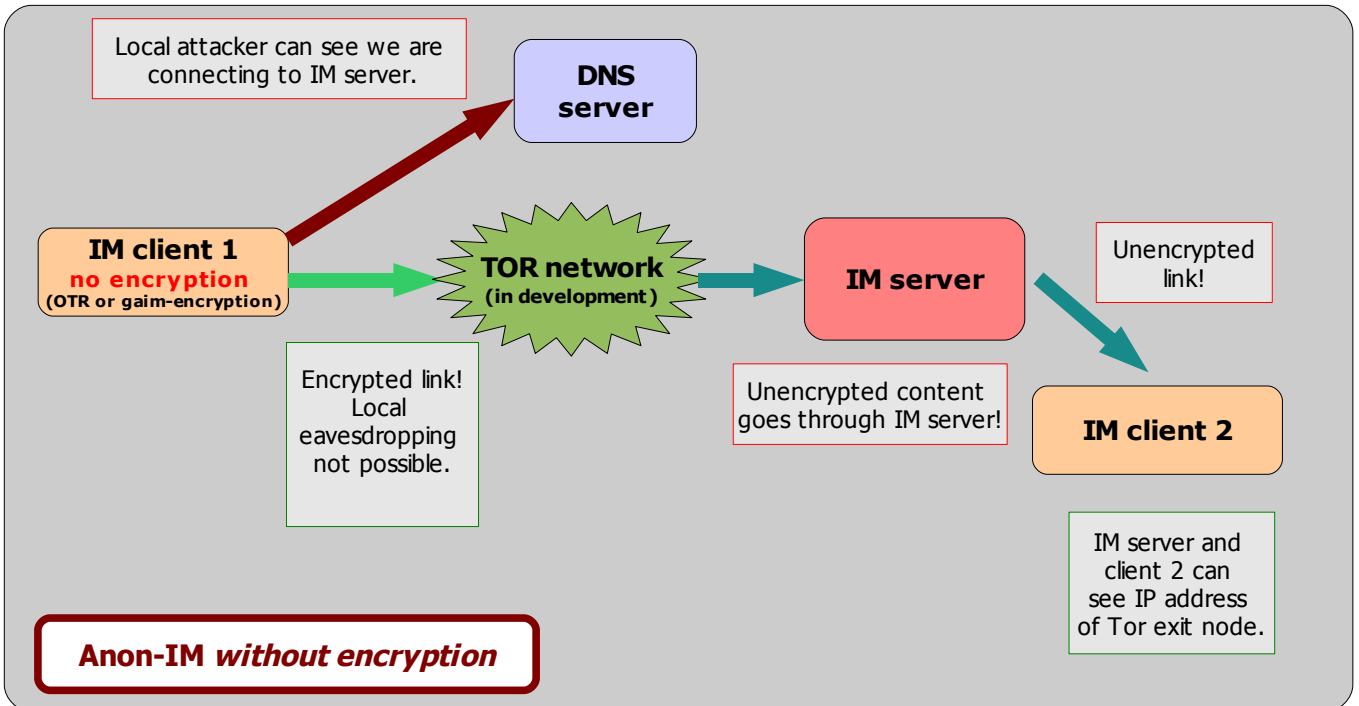 Local attacker can see we are
connecting to IM server.
DNS
server
IM client 1
no encryption
(OTR or gaim-encryption)
TOR network
(in development)
IM server
Unencrypted
link!
Encrypted link!
Local
eavesdropping
not possible.
Unencrypted content
goes through IM server!
IM client 2
IM server and
client 2 can
see IP address
of Tor exit node.
Anon-IM without encryption